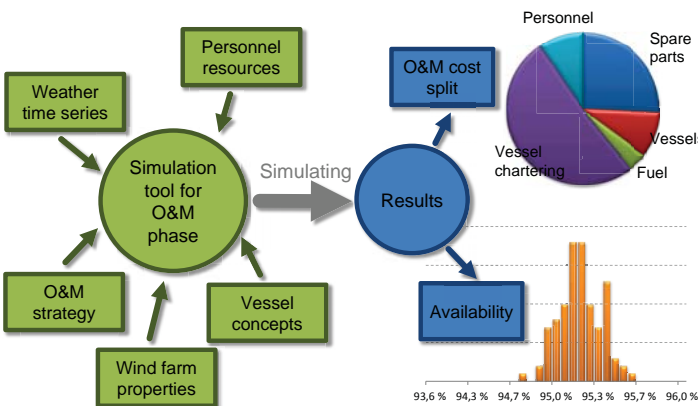 Personnel
resources
Weather
time series
Simulation
tool for
O&M
phase
O&M
strategy
Wind farm
properties
Vessel
concepts
Simulating
Results
O&M cost
split
Availability
Personnel
Spare
parts
Vessels
Fuel
Vessel
chartering
93,6 % 94,3 % 94,7 % 95,0 % 95,3 % 95,7 % 96,0 %